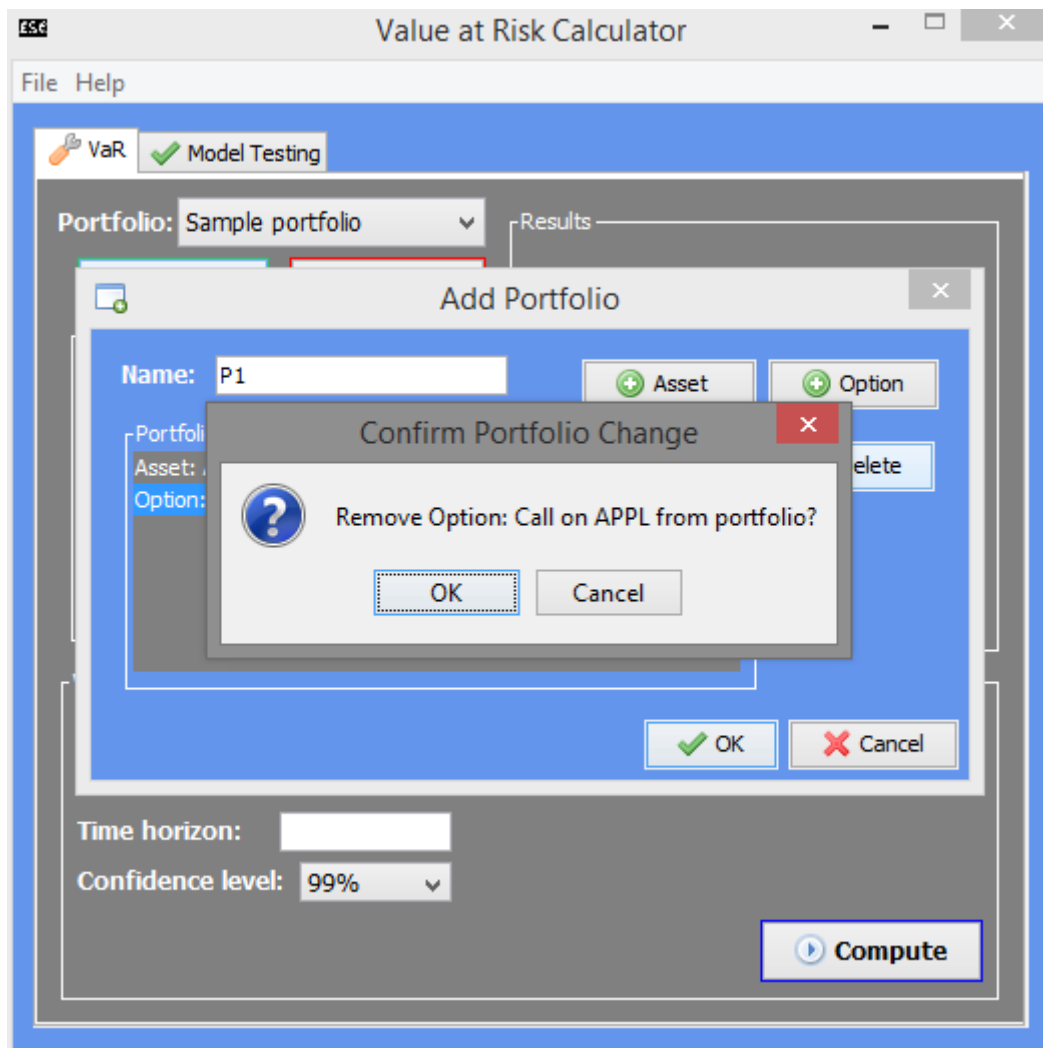 ESG
Value at Risk Calculator
File Help
VaR
Model Testing
Portfolio: Sample portfolio
Results
Add Portfolio
Name: P1
Asset
Option
Confirm Portfolio Change
Asset:
Option:
Remove Option: Call on APPL from portfolio?
OK
Cancel
OK
Cancel
Time horizon:
Confidence level: 99%
Compute